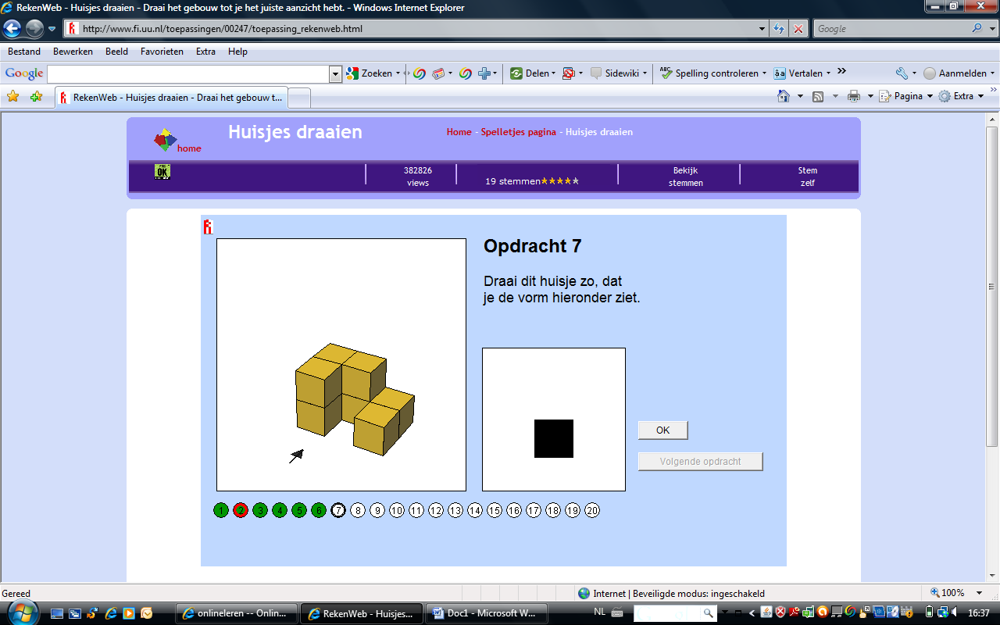 RekenWeb - Huisjes draaien - Draai het gebouw tot je het juiste aanzicht hebt. - Windows Internet Explorer
http://www.fi.uu.nl/toepassingen/00247/toepassing_rekenweb.html
Google
Bestand Bewerken Beeld Favorieten Extra Help
Google Zoeken Delen Sidewiki ABC Spelling controleren Vertalen » Aanmelden
RekenWeb - Huisjes draaien - Draai het gebouw t... Pagina Extra »
home Huisjes draaien Home - Spelletjes pagina - Huisjes draaien
OK
382826 views
19 stemmen
Bekijk stemmen
Stem zelf
Opdracht 7
Draai dit huisje zo, dat
je de vorm hieronder ziet.
OK
Volgende opdracht
1 2 3 4 5 6 7 8 9 10 11 12 13 14 15 16 17 18 19 20
Gereed Internet | Beveiligde modus: ingeschakeld 100%
onlineleren -- Onlin... RekenWeb - Huisjes... Doc1 - Microsoft W... NL 16:37